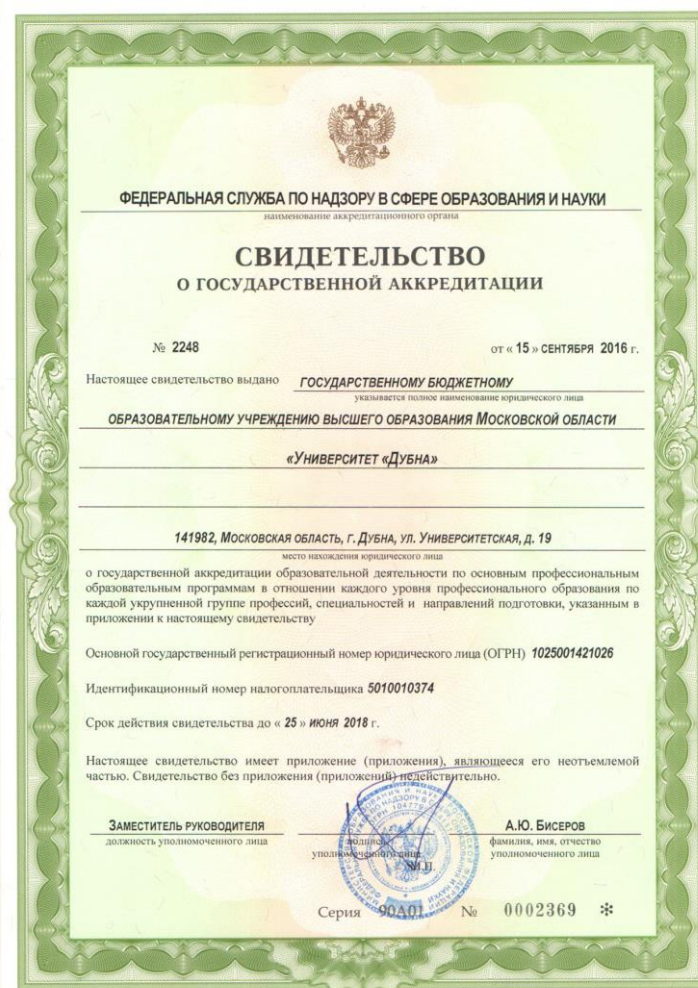 ФЕДЕРАЛЬНАЯ СЛУЖБА ПО НАДЗОРУ В СФЕРЕ ОБРАЗОВАНИЯ И НАУКИ
наименование аккредитационного органа
СВИДЕТЕЛЬСТВО
О ГОСУДАРСТВЕННОЙ АККРЕДИТАЦИИ
№ 2248 от « 15 » СЕНТЯБРЯ 2016 г.
Настоящее свидетельство выдано ГОСУДАРСТВЕННОМУ БЮДЖЕТНОМУ
указывается полное наименование юридического лица
ОБРАЗОВАТЕЛЬНОМУ УЧРЕЖДЕНИЮ ВЫСШЕГО ОБРАЗОВАНИЯ МОСКОВСКОЙ ОБЛАСТИ
«УНИВЕРСИТЕТ «ДУБНА»
141982, МОСКОВСКАЯ ОБЛАСТЬ, Г. ДУБНА, УЛ. УНИВЕРСИТЕТСКАЯ, Д. 19
место нахождения юридического лица
о государственной аккредитации образовательной деятельности по основным профессиональным
образовательным программам в отношении каждого уровня профессионального образования по
каждой укрупненной группе профессий, специальностей и направлений подготовки, указанным в
приложении к настоящему свидетельству
Основной государственный регистрационный номер юридического лица (ОГРН) 1025001421026
Идентификационный номер налогоплательщика 5010010374
Срок действия свидетельства до « 25 » ИЮНЯ 2018 г.
Настоящее свидетельство имеет приложение (приложения), являющееся его неотъемлемой
частью. Свидетельство без приложения (приложений) недействительно.
ЗАМЕСТИТЕЛЬ РУКОВОДИТЕЛЯ А.Ю. БИСЕРОВ
должность уполномоченного лица подпись фамилия, имя, отчество
уполномоченного лица уполномоченного лица
М.П.
Серия 90А01 № 0002369 *